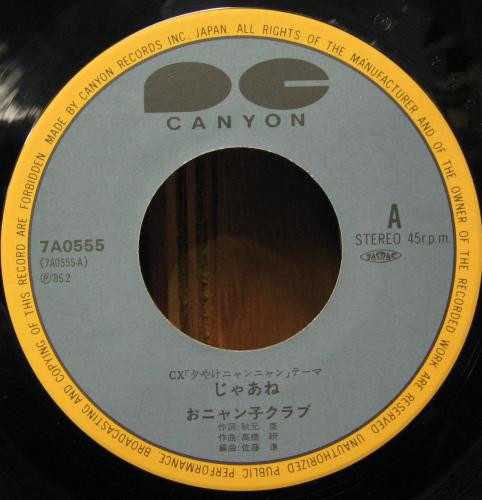 MADE BY CANYON RECORDS INC., JAPAN. ALL RIGHTS OF THE MANUFACTURER AND OF THE OWNER OF THE RECORDED WORK ARE RESERVED. UNAUTHORIZED PUBLIC PERFORMANCE, BROADCASTING AND COPYING OF THIS RECORD ARE FORBIDDEN.
CANYON
7A0555
(7A0555-A)
Ⓟ'86.2
A
STEREO 45r.p.m.
JASRAC
CX「夕やけニャンニャン」テーマ
じゃあね
おニャン子クラブ
作詞:秋元 康
作曲:高橋 研
編曲:佐藤 準